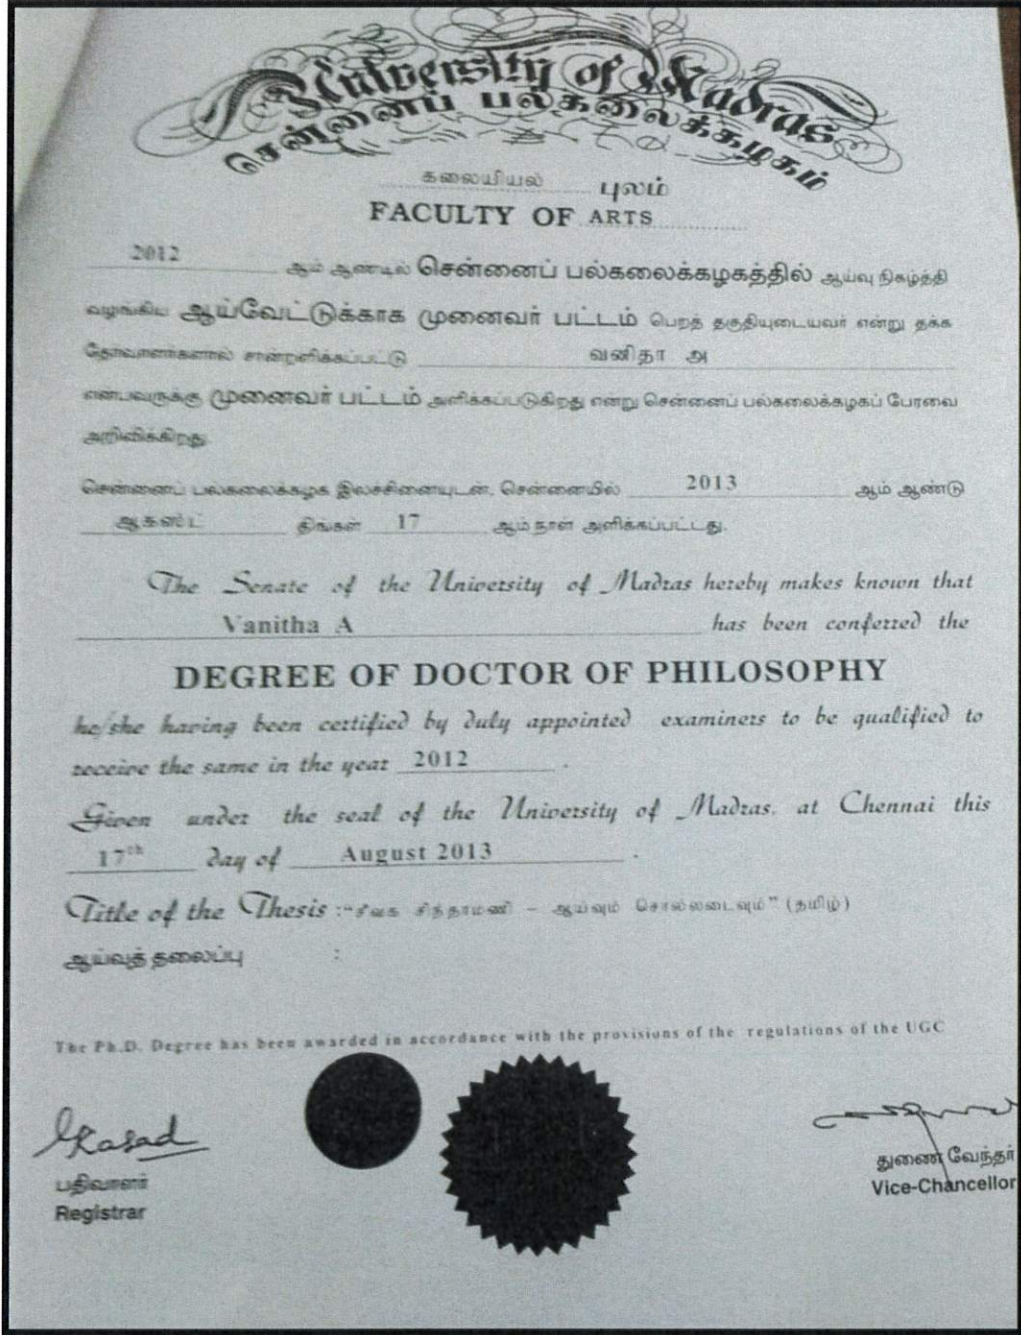 University of Madras
சென்னைப் பல்கலைக்கழகம்
கலையியல் புலம்
FACULTY OF ARTS
2012 ஆம் ஆண்டில் சென்னைப் பல்கலைக்கழகத்தில் ஆய்வு நிகழ்த்தி
வழங்கிய ஆய்வேட்டுக்காக முனைவர் பட்டம் பெறத் தகுதியுடையவர் என்று தக்க
தேர்வாளர்களால் சான்றளிக்கப்பட்டு வனிதா அ
என்பவருக்கு முனைவர் பட்டம் அளிக்கப்படுகிறது என்று சென்னைப் பல்கலைக்கழகப் பேரவை
அறிவிக்கிறது.
சென்னைப் பல்கலைக்கழக இலச்சினையுடன், சென்னையில் 2013 ஆம் ஆண்டு
ஆகஸ்ட் திங்கள் 17 ஆம் நாள் அளிக்கப்பட்டது.
The Senate of the University of Madras hereby makes known that
Vanitha A has been conferred the
DEGREE OF DOCTOR OF PHILOSOPHY
he/she having been certified by duly appointed examiners to be qualified to
receive the same in the year 2012 .
Given under the seal of the University of Madras, at Chennai this
17th day of August 2013 .
Title of the Thesis : "சீவக சிந்தாமணி – ஆய்வும் சொல்லடைவும்" (தமிழ்)
ஆய்வுத் தலைப்பு :
The Ph.D. Degree has been awarded in accordance with the provisions of the regulations of the UGC
பதிவாளர்
Registrar
துணை வேந்தர்
Vice-Chancellor